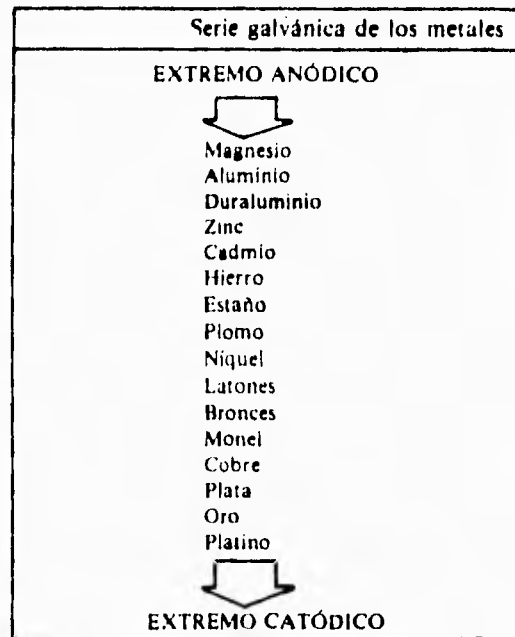 Serie galvánica de los metales
EXTREMO ANÓDICO
Magnesio
Aluminio
Duraluminio
Zinc
Cadmio
Hierro
Estaño
Plomo
Níquel
Latones
Bronces
Monel
Cobre
Plata
Oro
Platino
EXTREMO CATÓDICO